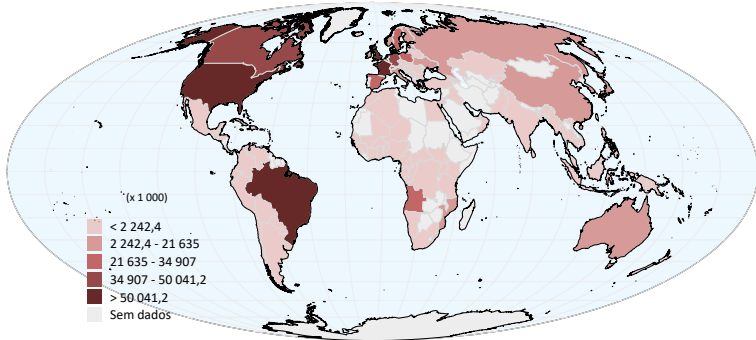 (x 1 000)
< 2 242,4
2 242,4 - 21 635
21 635 - 34 907
34 907 - 50 041,2
> 50 041,2
Sem dados